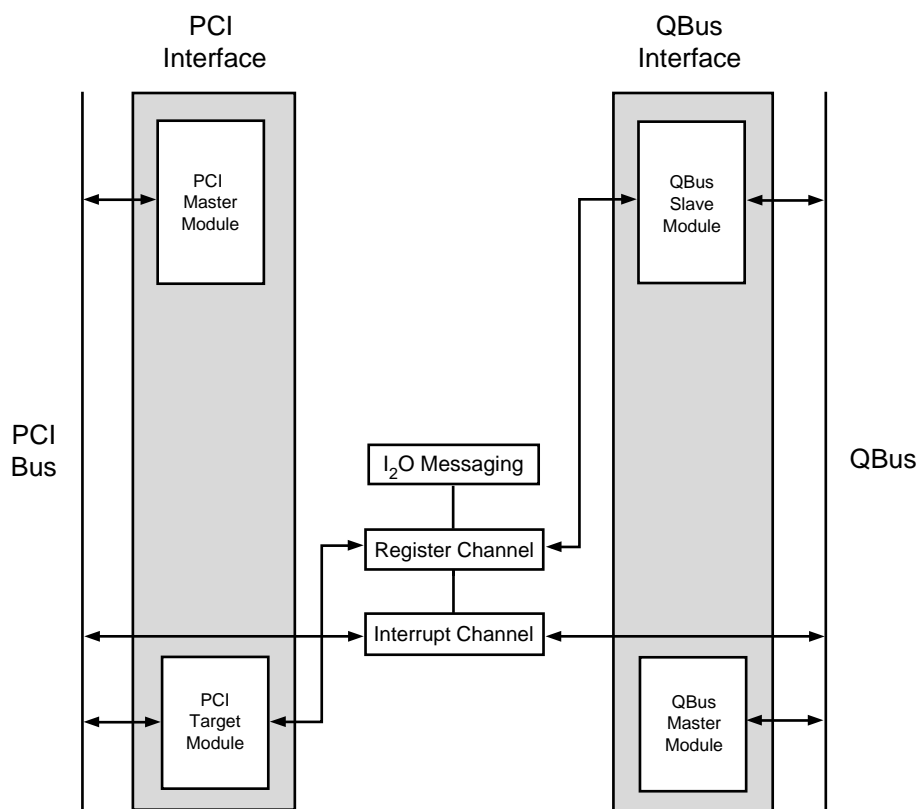 PCI
Interface
QBus
Interface
PCI
Master
Module
QBus
Slave
Module
PCI
Bus
I₂O Messaging
QBus
Register Channel
Interrupt Channel
PCI
Target
Module
QBus
Master
Module